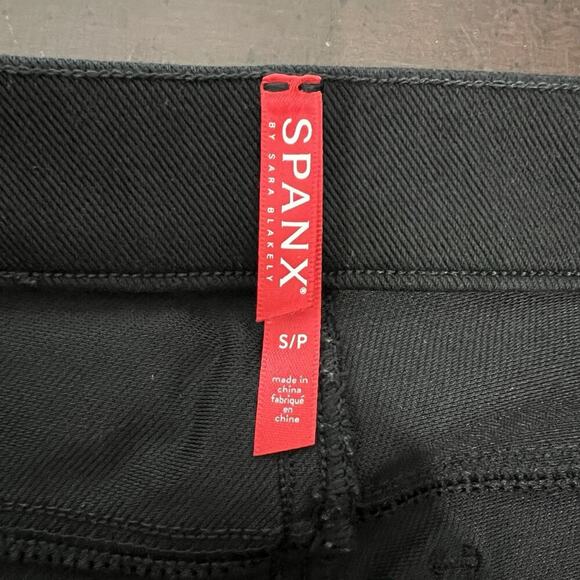 SPANX®
BY SARA BLAKELY
S/P
made in
china
fabriqué
en
chine